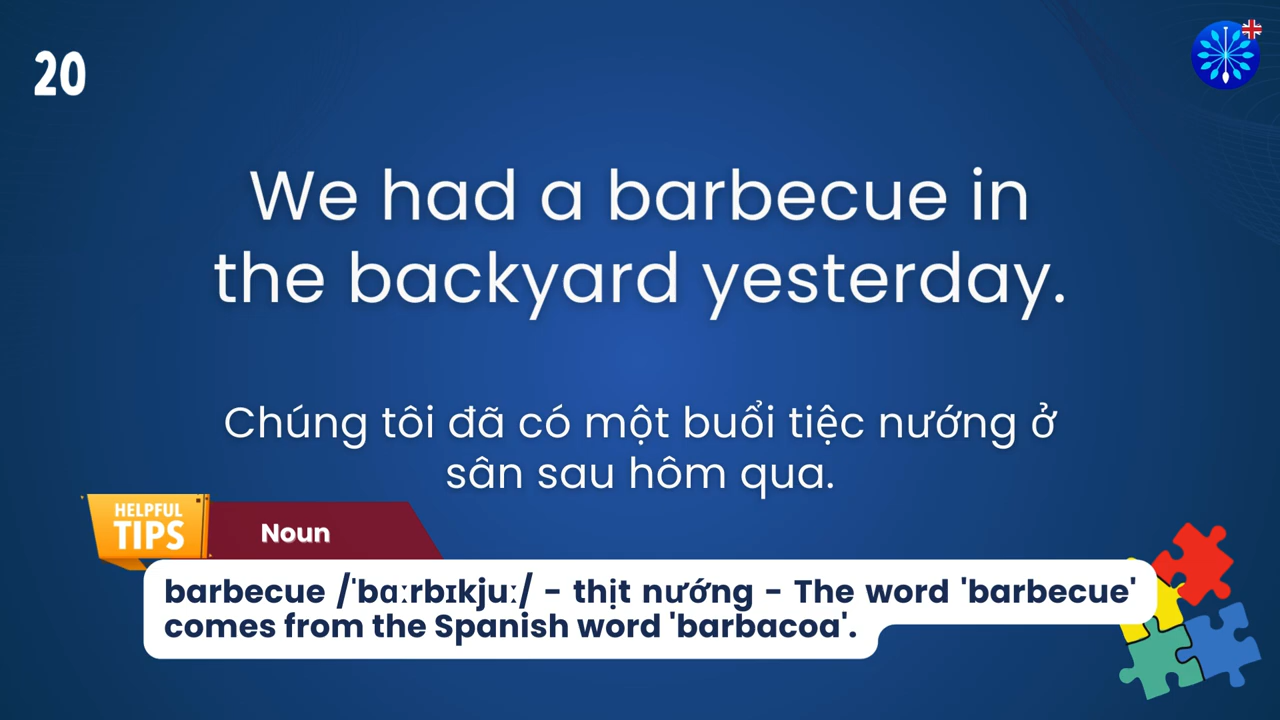 20
We had a barbecue in
the backyard yesterday.
Chúng tôi đã có một buổi tiệc nướng ở
sân sau hôm qua.
HELPFUL
TIPS
Noun
barbecue /ˈbɑːrbɪkjuː/ - thịt nướng - The word 'barbecue'
comes from the Spanish word 'barbacoa'.